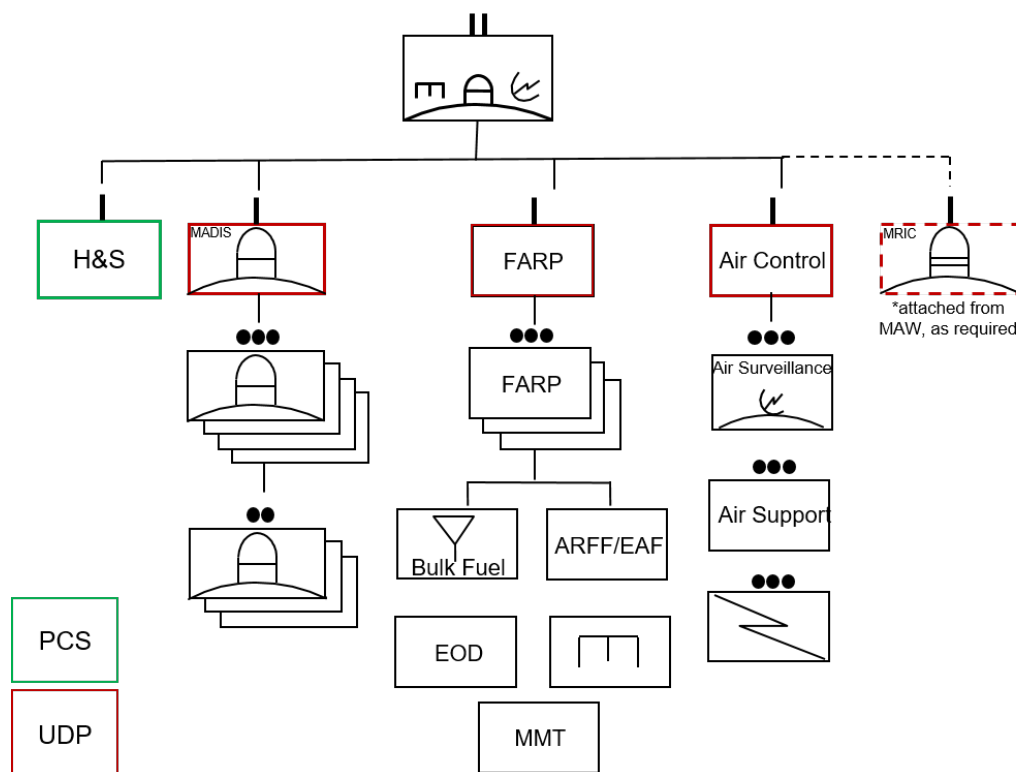 H&S
MADIS
FARP
Air Control
MRIC
*attached from
MAW, as required
FARP
Air Surveillance
Air Support
Bulk Fuel
ARFF/EAF
EOD
MMT
PCS
UDP